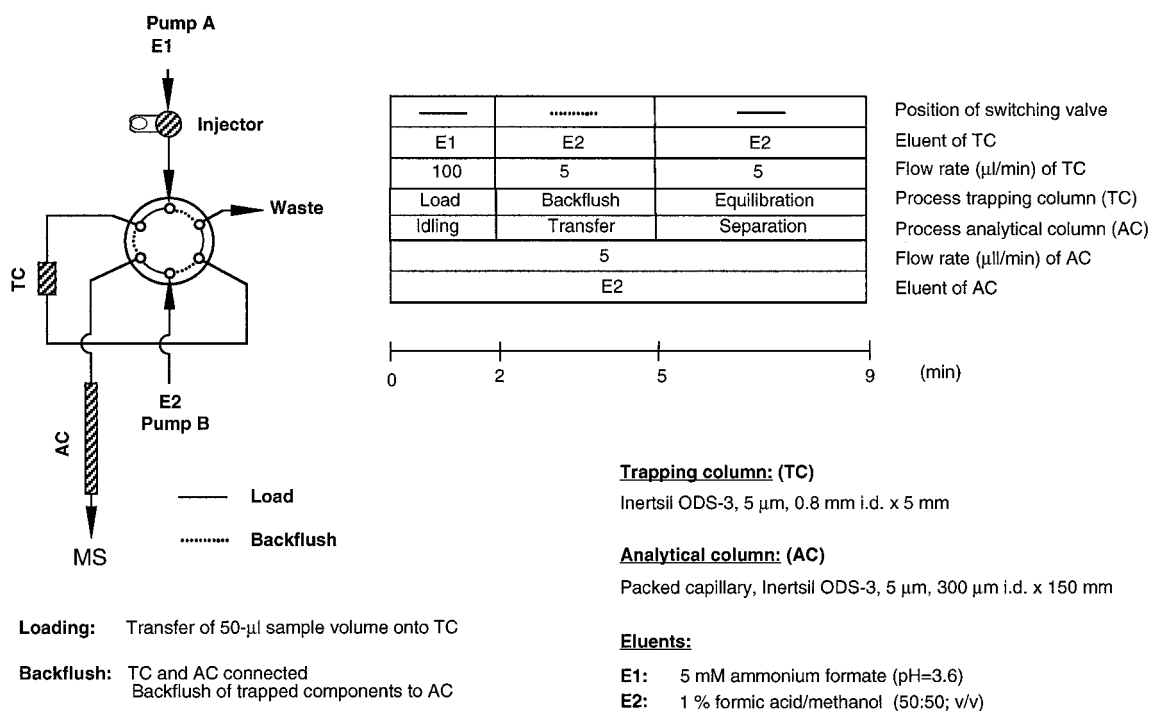 Pump A
E1
Injector
Waste
TC
E2
Pump B
AC
MS
Load
Backflush
Position of switching valve
E1 E2 E2 Eluent of TC
100 5 5 Flow rate (μl/min) of TC
Load Backflush Equilibration Process trapping column (TC)
Idling Transfer Separation Process analytical column (AC)
5 Flow rate (μll/min) of AC
E2 Eluent of AC
0 2 5 9 (min)
Trapping column: (TC)
Inertsil ODS-3, 5 μm, 0.8 mm i.d. x 5 mm
Analytical column: (AC)
Packed capillary, Inertsil ODS-3, 5 μm, 300 μm i.d. x 150 mm
Eluents:
E1: 5 mM ammonium formate (pH=3.6)
E2: 1 % formic acid/methanol (50:50; v/v)
Loading: Transfer of 50-μl sample volume onto TC
Backflush: TC and AC connected
Backflush of trapped components to AC